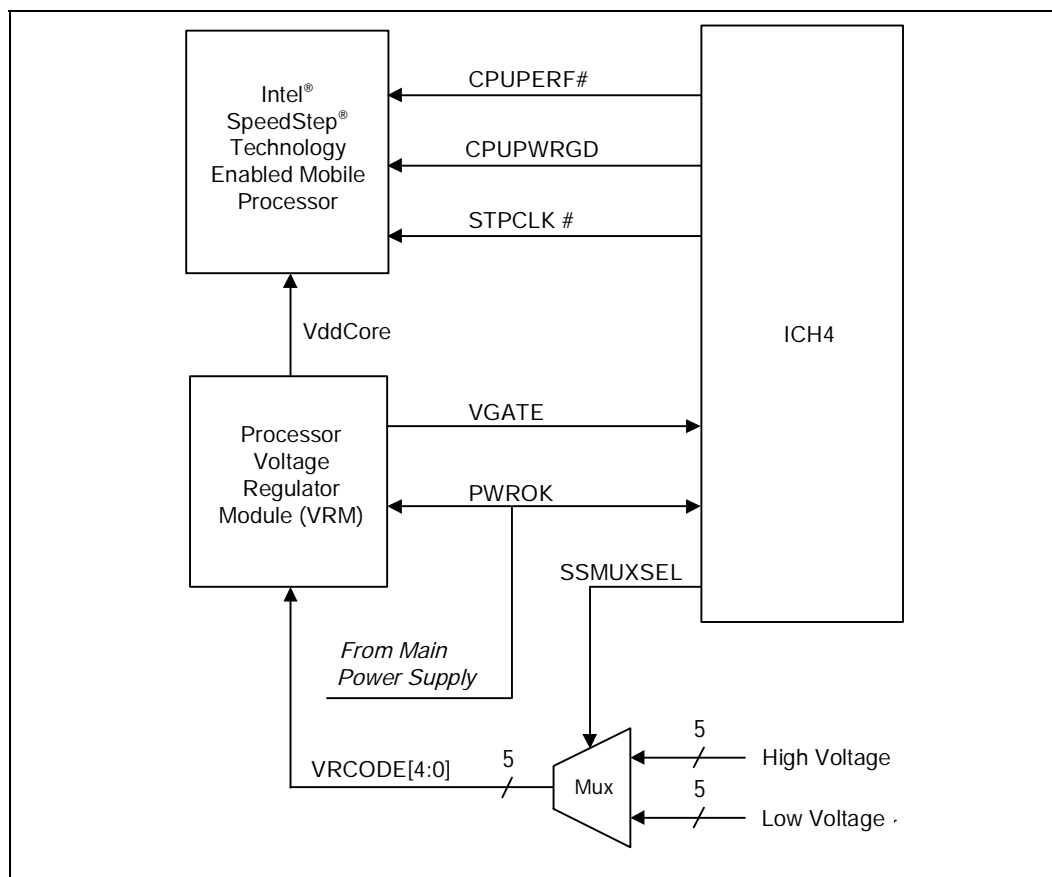 Intel®
SpeedStep®
Technology
Enabled Mobile
Processor
CPUPERF#
CPUPWRGD
STPCLK #
ICH4
VddCore
Processor
Voltage
Regulator
Module (VRM)
VGATE
PWROK
SSMUXSEL
From Main
Power Supply
VRCODE[4:0]
5
Mux
5
High Voltage
5
Low Voltage